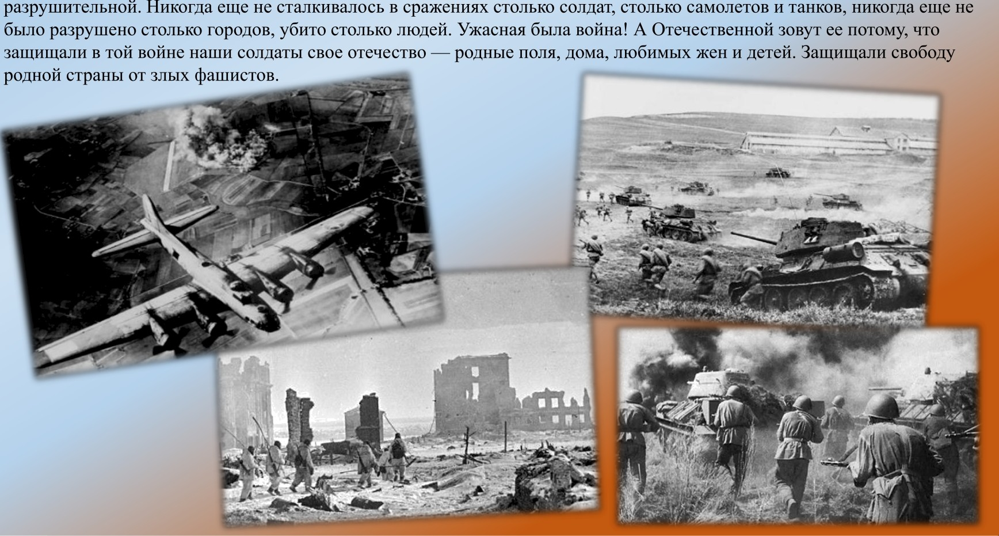 разрушительной. Никогда еще не сталкивалось в сражениях столько солдат, столько самолетов и танков, никогда еще не
было разрушено столько городов, убито столько людей. Ужасная была война! А Отечественной зовут ее потому, что
защищали в той войне наши солдаты свое отечество — родные поля, дома, любимых жен и детей. Защищали свободу
родной страны от злых фашистов.